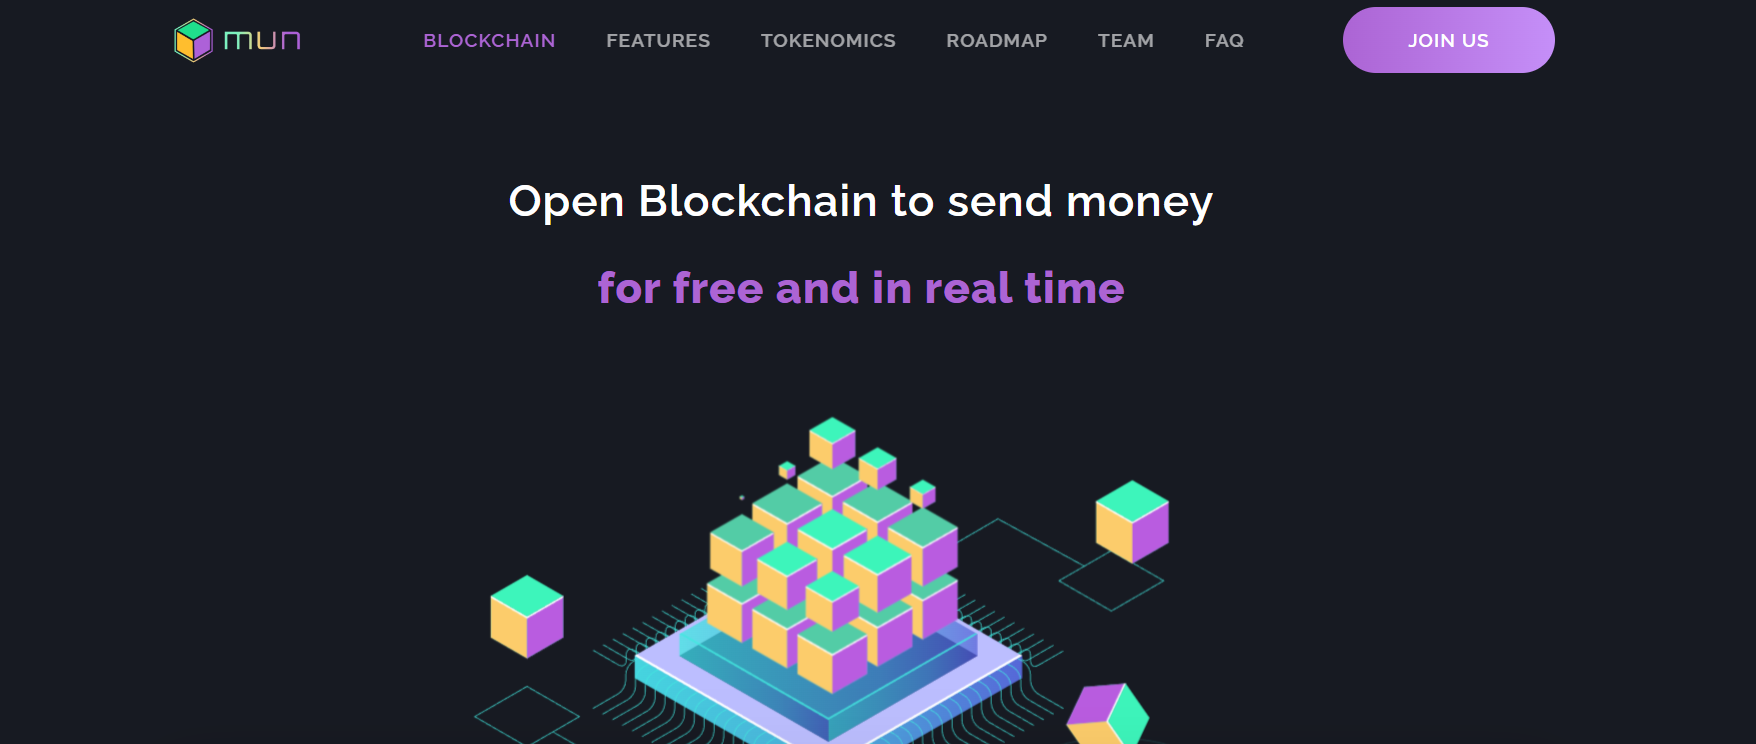 mun
BLOCKCHAIN
FEATURES
TOKENOMICS
ROADMAP
TEAM
FAQ
JOIN US
Open Blockchain to send money
for free and in real time